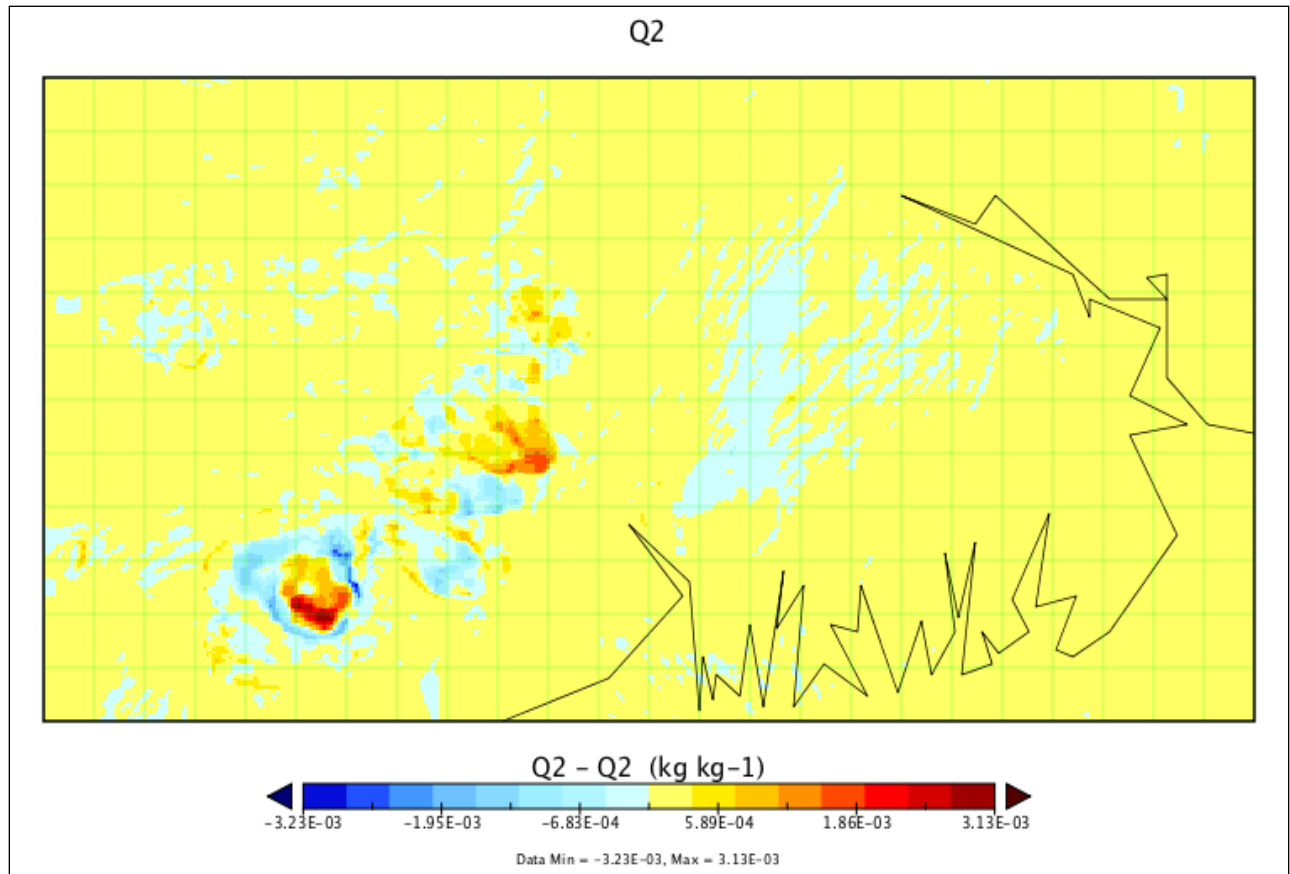 Q2
Q2 – Q2 (kg kg–1)
–3.23E–03 –1.95E–03 –6.83E–04 5.89E–04 1.86E–03 3.13E–03
Data Min = –3.23E–03, Max = 3.13E–03